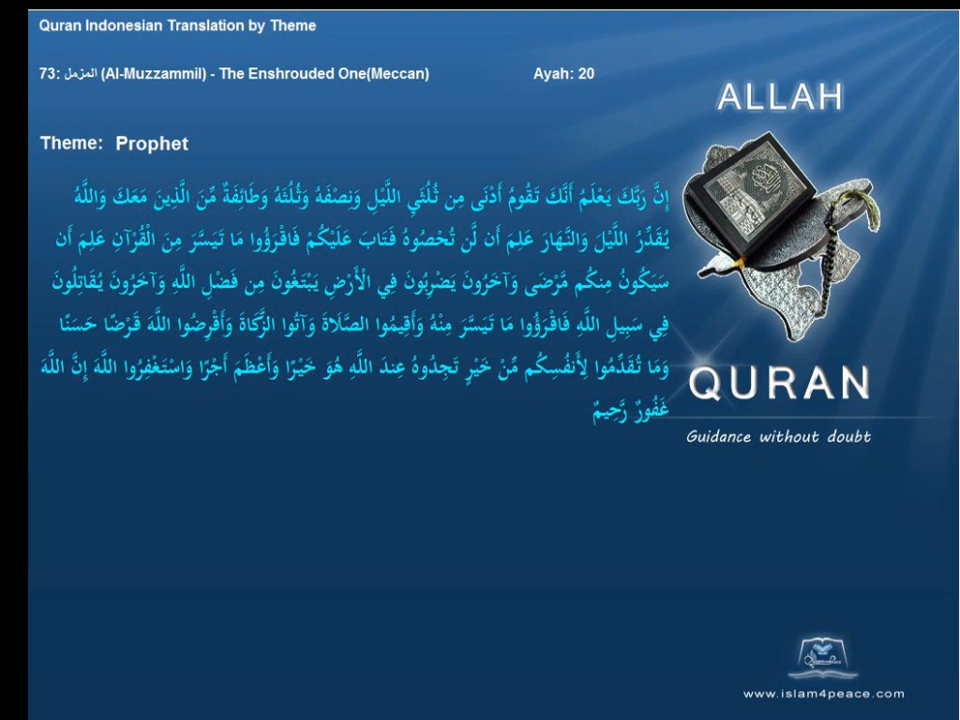 Quran Indonesian Translation by Theme
73: المزمل (Al-Muzzammil) - The Enshrouded One(Meccan) Ayah: 20
Theme: Prophet
إِنَّ رَبَّكَ يَعْلَمُ أَنَّكَ تَقُومُ أَدْنَى مِن ثُلُثَيِ اللَّيْلِ وَنِصْفَهُ وَثُلُثَهُ وَطَائِفَةٌ مِّنَ الَّذِينَ مَعَكَ وَاللَّهُ
يُقَدِّرُ اللَّيْلَ وَالنَّهَارَ عَلِمَ أَن لَّن تُحْصُوهُ فَتَابَ عَلَيْكُمْ فَاقْرَؤُوا مَا تَيَسَّرَ مِنَ الْقُرْآنِ عَلِمَ أَن
سَيَكُونُ مِنكُم مَّرْضَى وَآخَرُونَ يَضْرِبُونَ فِي الْأَرْضِ يَبْتَغُونَ مِن فَضْلِ اللَّهِ وَآخَرُونَ يُقَاتِلُونَ
فِي سَبِيلِ اللَّهِ فَاقْرَؤُوا مَا تَيَسَّرَ مِنْهُ وَأَقِيمُوا الصَّلَاةَ وَآتُوا الزَّكَاةَ وَأَقْرِضُوا اللَّهَ قَرْضًا حَسَنًا
وَمَا تُقَدِّمُوا لِأَنفُسِكُم مِّنْ خَيْرٍ تَجِدُوهُ عِندَ اللَّهِ هُوَ خَيْرًا وَأَعْظَمَ أَجْرًا وَاسْتَغْفِرُوا اللَّهَ إِنَّ اللَّهَ
غَفُورٌ رَّحِيمٌ
ALLAH
QURAN
Guidance without doubt
www.islam4peace.com